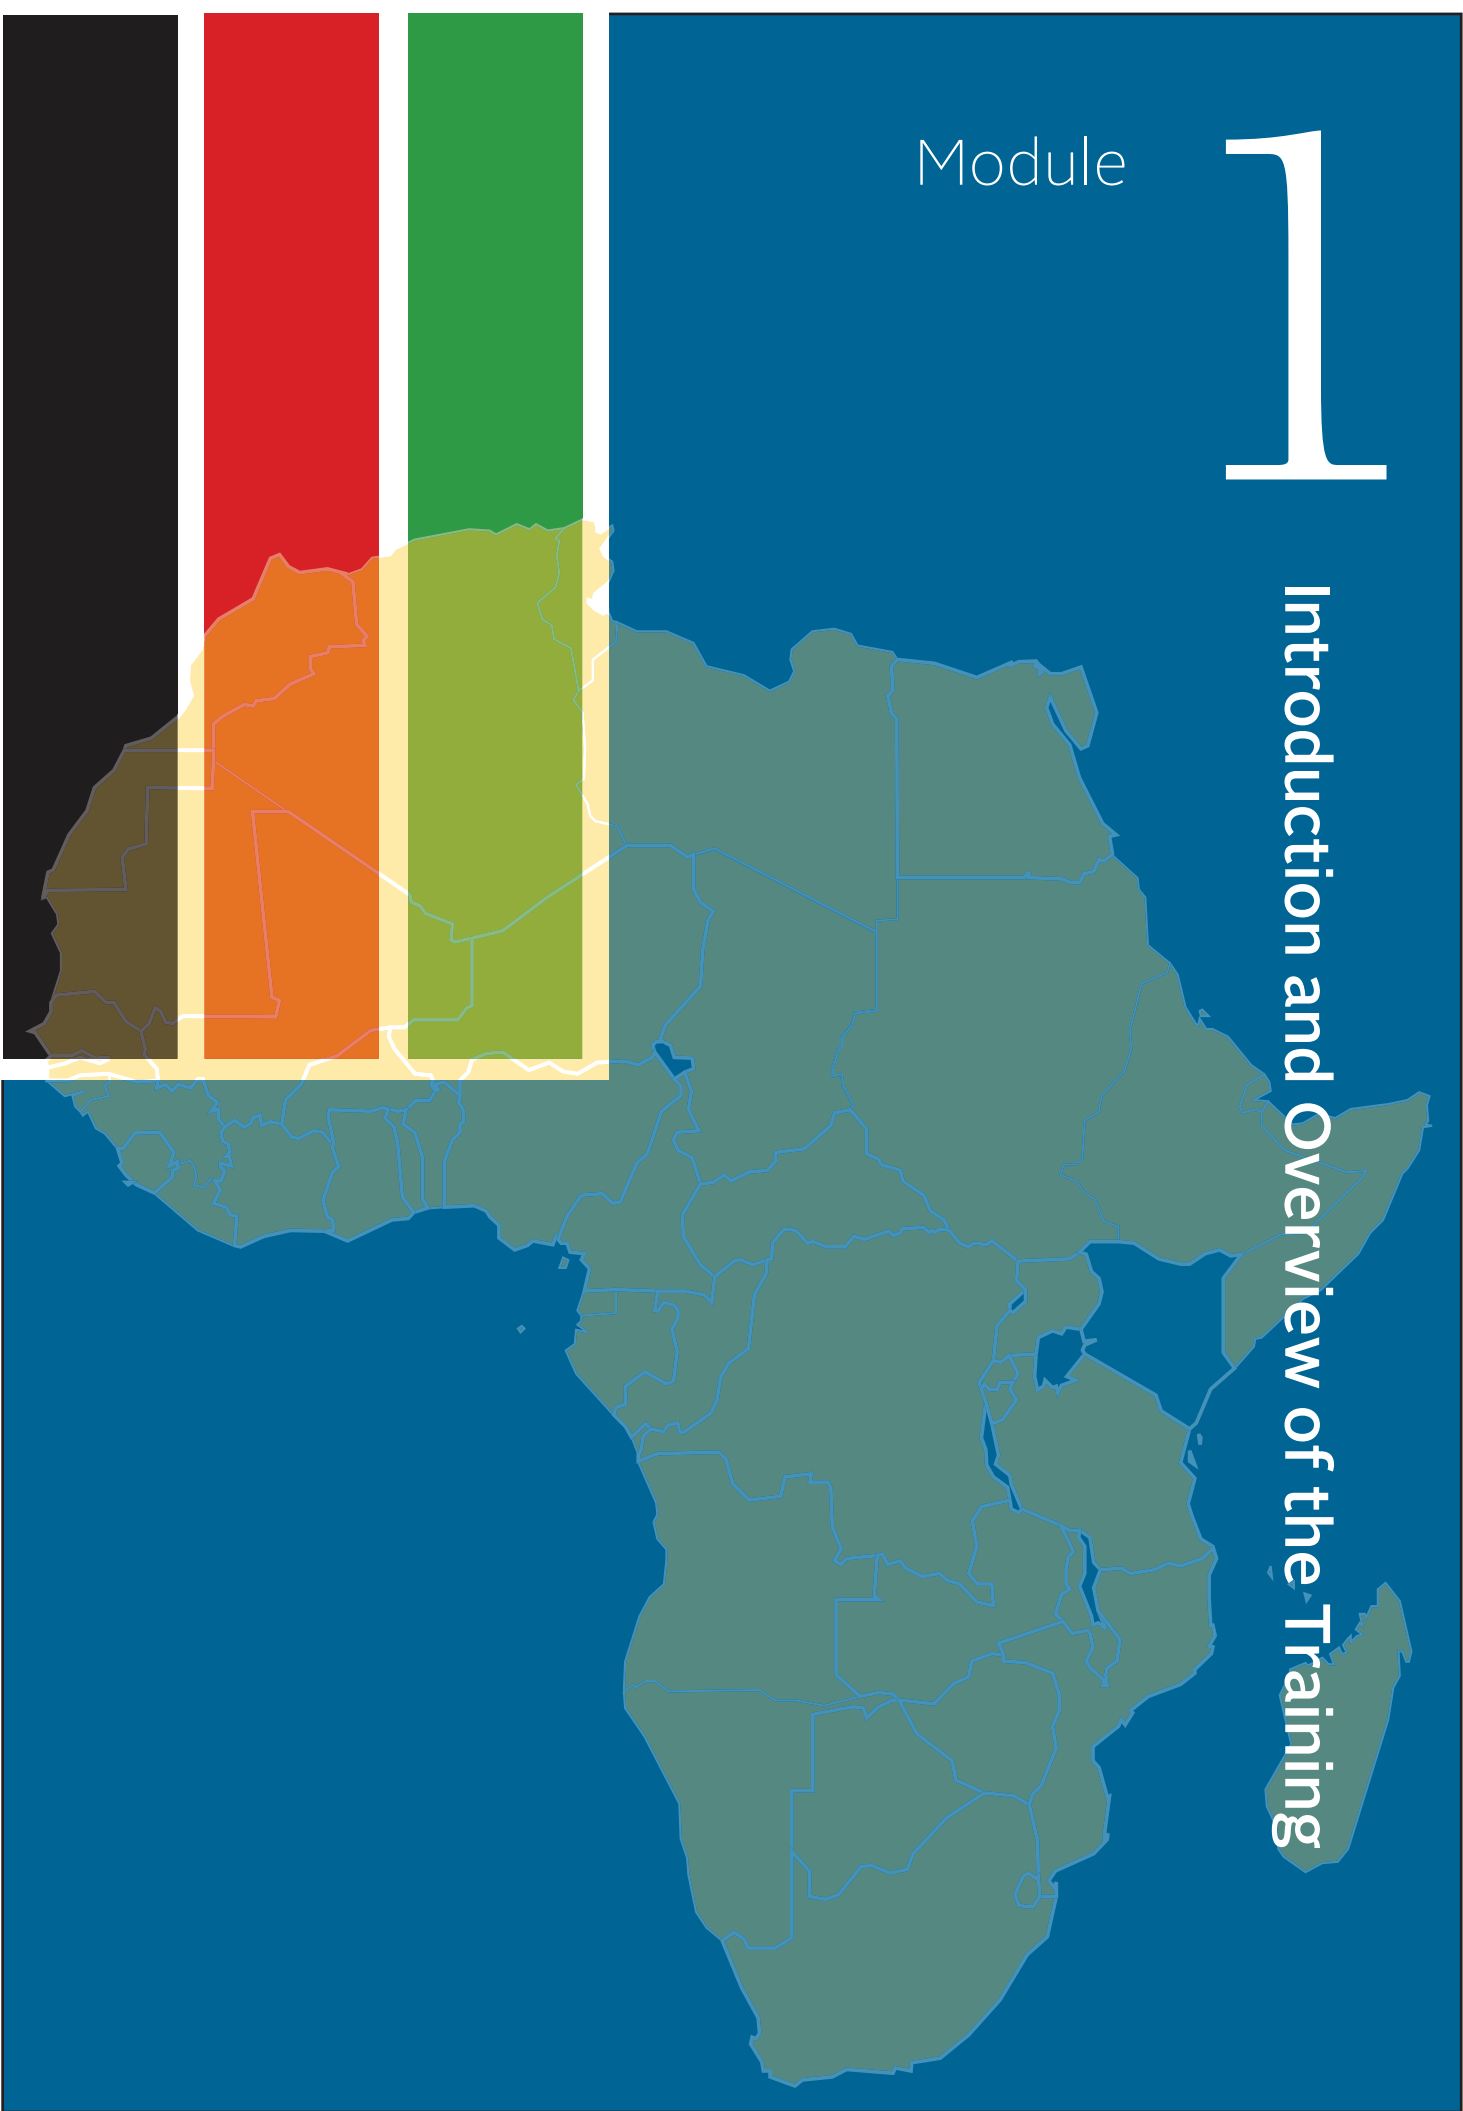 Module 1
Introduction and Overview of the Training